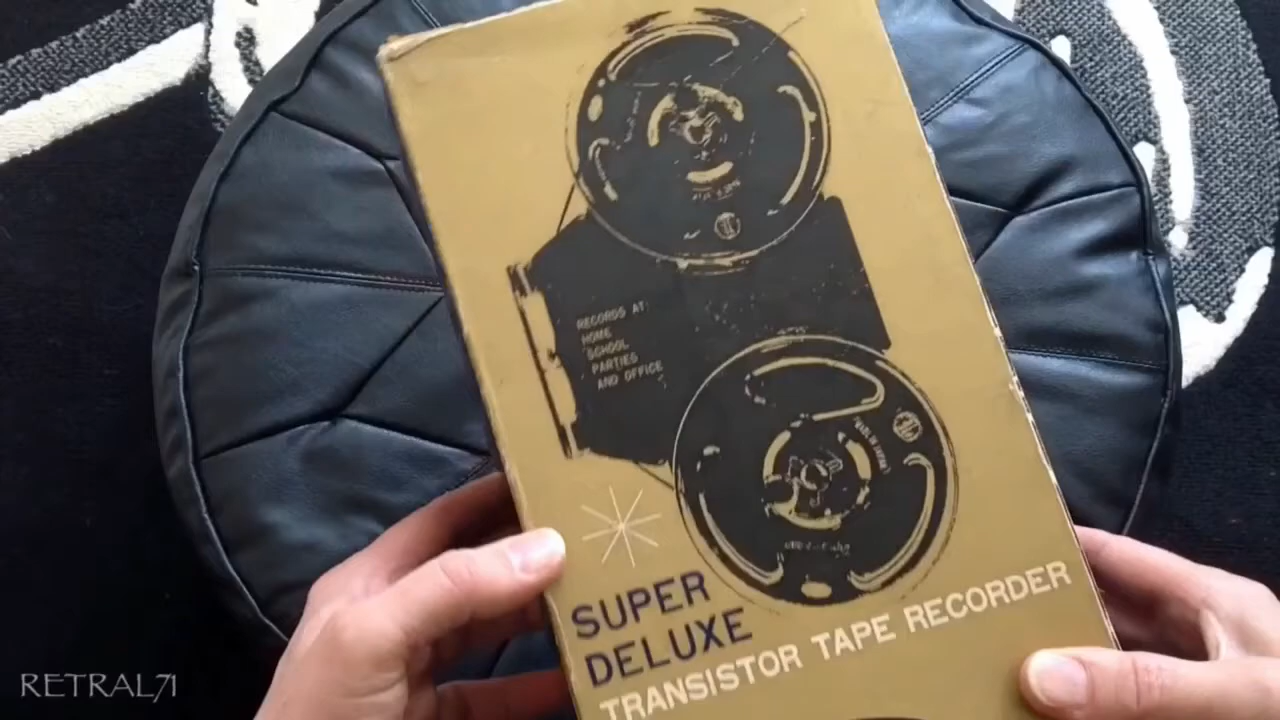 RECORDS AT:
HOME
SCHOOL
PARTIES
AND OFFICE
SUPER
DELUXE
TRANSISTOR TAPE RECORDER
RETRAL71